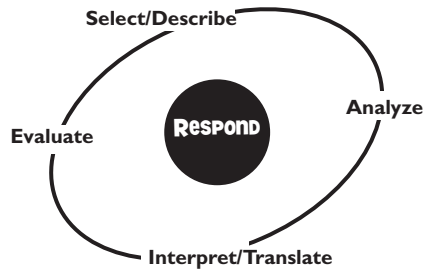 Select/Describe
Analyze
Respond
Evaluate
Interpret/Translate